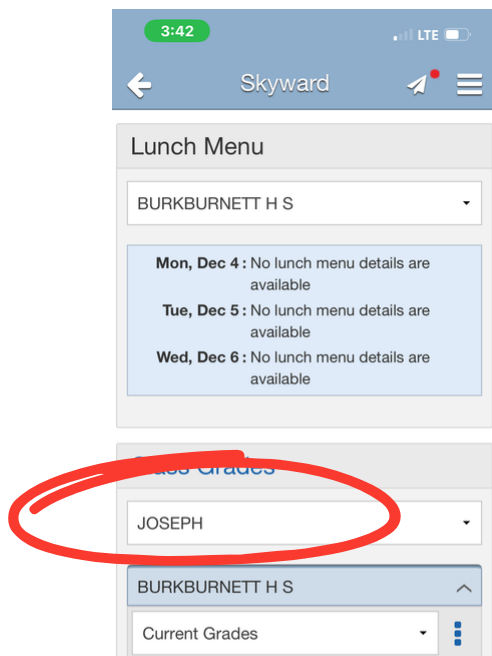 3:42
LTE
Skyward
Lunch Menu
BURKBURNETT H S
Mon, Dec 4 : No lunch menu details are
available
Tue, Dec 5 : No lunch menu details are
available
Wed, Dec 6 : No lunch menu details are
available
Class Grades
JOSEPH
BURKBURNETT H S
Current Grades